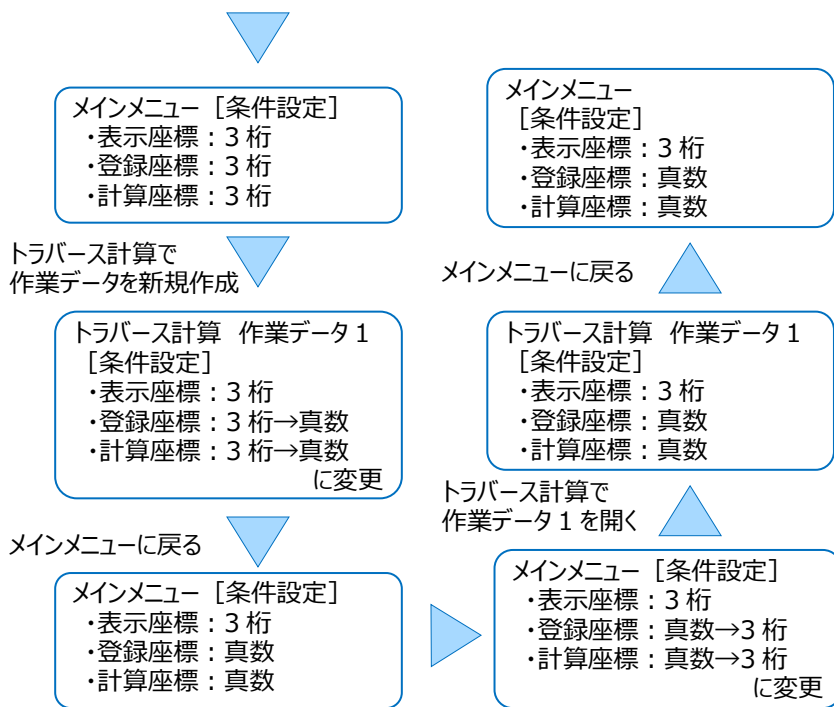 メインメニュー［条件設定］
・表示座標：3 桁
・登録座標：3 桁
・計算座標：3 桁
トラバース計算で
作業データを新規作成
トラバース計算　作業データ 1
［条件設定］
・表示座標：3 桁
・登録座標：3 桁→真数
・計算座標：3 桁→真数
に変更
メインメニューに戻る
メインメニュー［条件設定］
・表示座標：3 桁
・登録座標：真数
・計算座標：真数
メインメニュー［条件設定］
・表示座標：3 桁
・登録座標：真数→3 桁
・計算座標：真数→3 桁
に変更
トラバース計算で
作業データ 1 を開く
トラバース計算　作業データ 1
［条件設定］
・表示座標：3 桁
・登録座標：真数
・計算座標：真数
メインメニューに戻る
メインメニュー
［条件設定］
・表示座標：3 桁
・登録座標：真数
・計算座標：真数